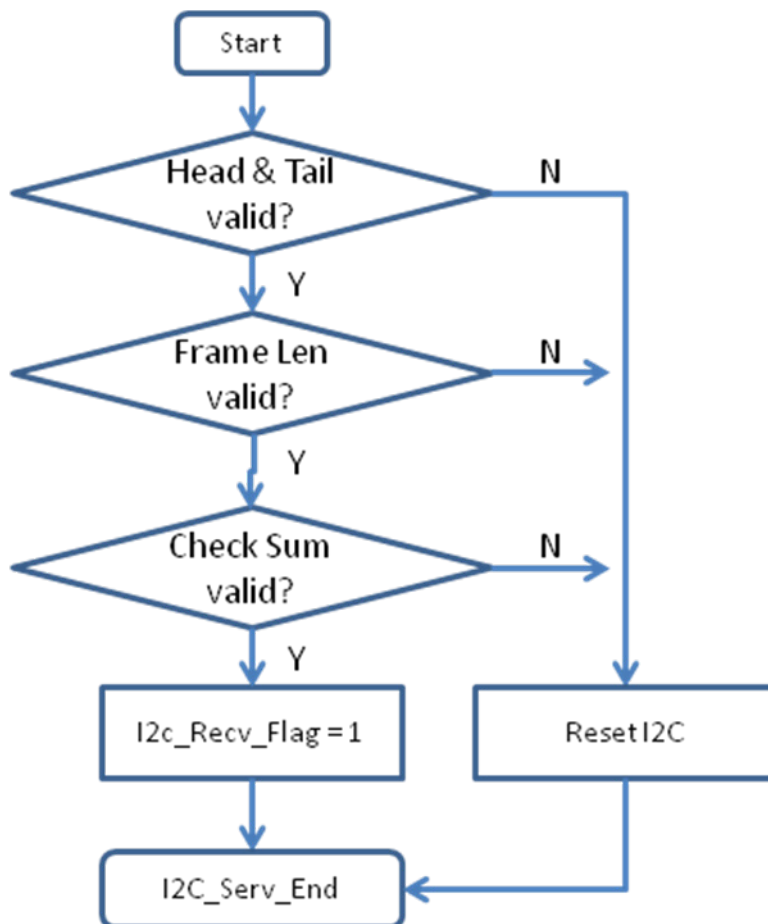 Start
Head & Tail
valid?
N
Y
Frame Len
valid?
N
Y
Check Sum
valid?
N
Y
I2c_Recv_Flag = 1
Reset I2C
I2C_Serv_End